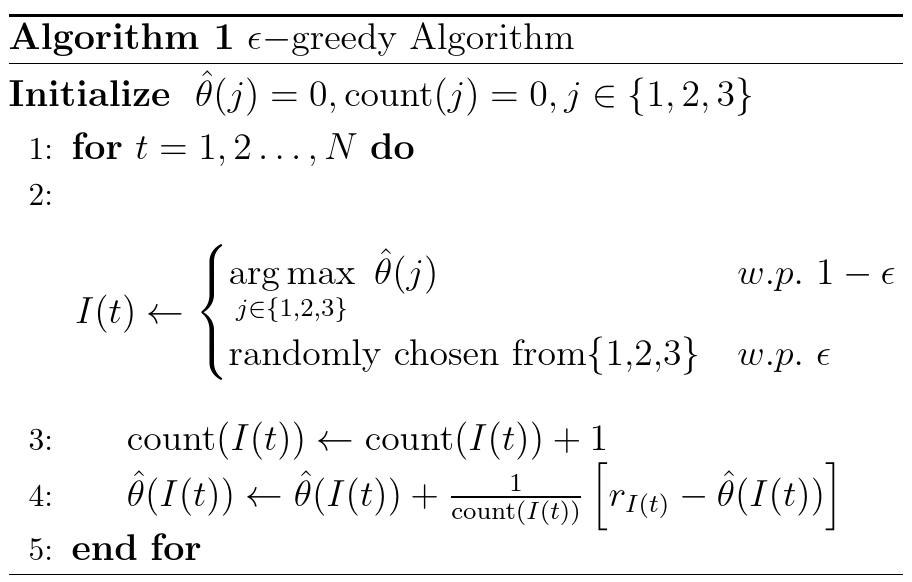 Algorithm 1 ϵ−greedy Algorithm
Initialize θ̂(j) = 0, count(j) = 0, j ∈ {1, 2, 3}
1: for t = 1, 2 . . . , N do
2:
I(t) ← { arg max θ̂(j) w.p. 1 − ϵ
j∈{1,2,3}
randomly chosen from{1,2,3} w.p. ϵ
3: count(I(t)) ← count(I(t)) + 1
4: θ̂(I(t)) ← θ̂(I(t)) + 1/count(I(t)) [r_{I(t)} − θ̂(I(t))]
5: end for